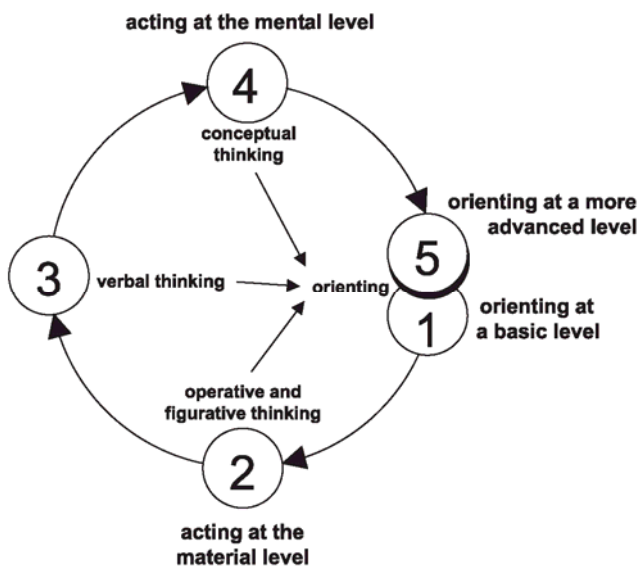 acting at the mental level
4
conceptual
thinking
orienting at a more
advanced level
5
3
verbal thinking
orienting
orienting at
a basic level
1
operative and
figurative thinking
2
acting at the
material level